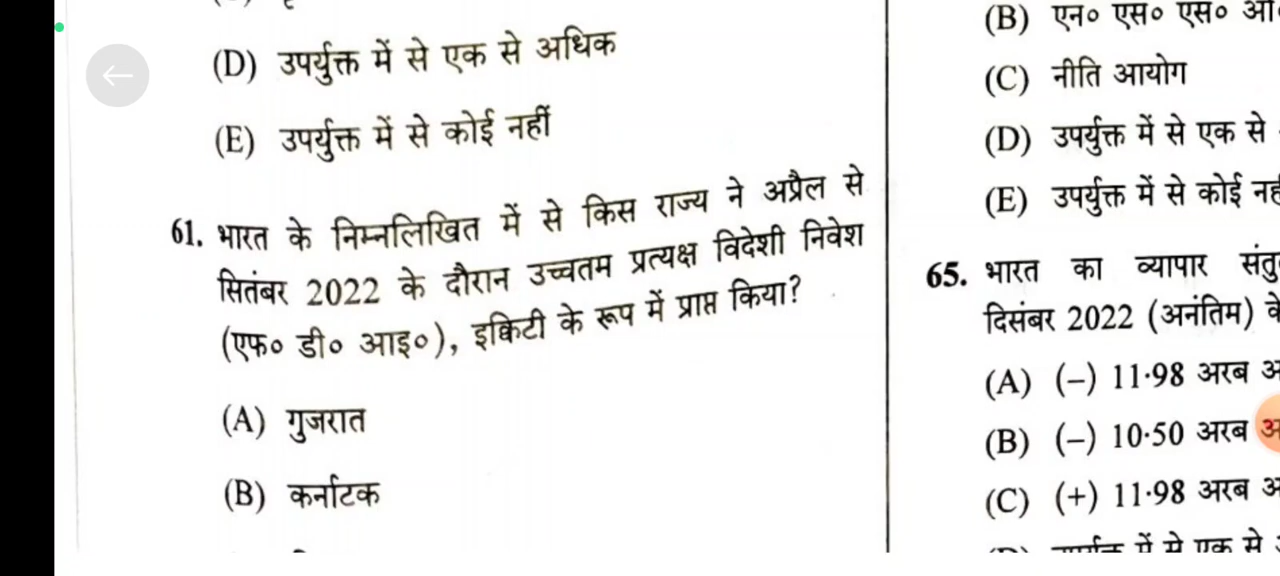 (D) उपर्युक्त में से एक से अधिक
(E) उपर्युक्त में से कोई नहीं
61. भारत के निम्नलिखित में से किस राज्य ने अप्रैल से
सितंबर 2022 के दौरान उच्चतम प्रत्यक्ष विदेशी निवेश
(एफ० डी० आइ०), इक्विटी के रूप में प्राप्त किया?
(A) गुजरात
(B) कर्नाटक
(B) एन० एस० एस०
(C) नीति आयोग
(D) उपर्युक्त में से एक से
(E) उपर्युक्त में से कोई
65. भारत का व्यापार
दिसंबर 2022 (अनंतिम)
(A) (–) 11·98 अरब
(B) (–) 10·50 अरब
(C) (+) 11·98 अरब
में से एक से